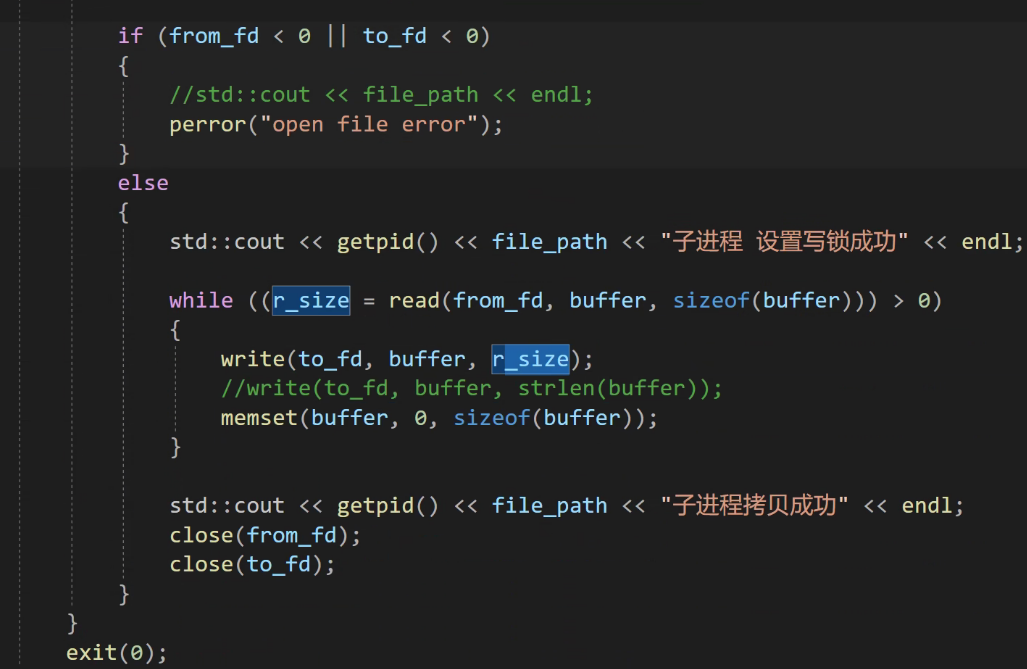 if (from_fd < 0 || to_fd < 0)
{
//std::cout << file_path << endl;
perror("open file error");
}
else
{
std::cout << getpid() << file_path << "子进程 设置写锁成功" << endl;
while ((r_size = read(from_fd, buffer, sizeof(buffer))) > 0)
{
write(to_fd, buffer, r_size);
//write(to_fd, buffer, strlen(buffer));
memset(buffer, 0, sizeof(buffer));
}
std::cout << getpid() << file_path << "子进程拷贝成功" << endl;
close(from_fd);
close(to_fd);
}
}
exit(0);